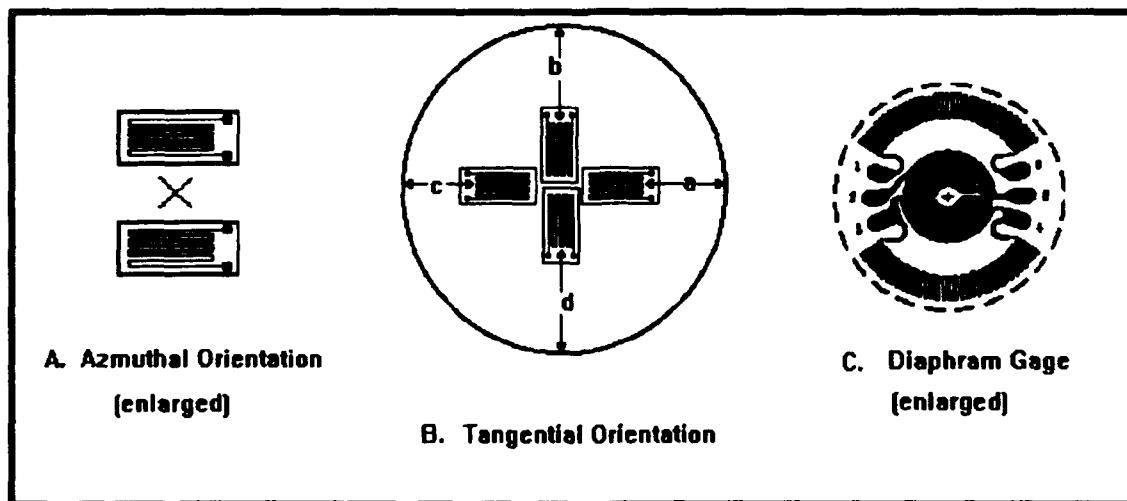 b
c
a
d
A. Azmuthal Orientation
(enlarged)
B. Tangential Orientation
C. Diaphram Gage
(enlarged)